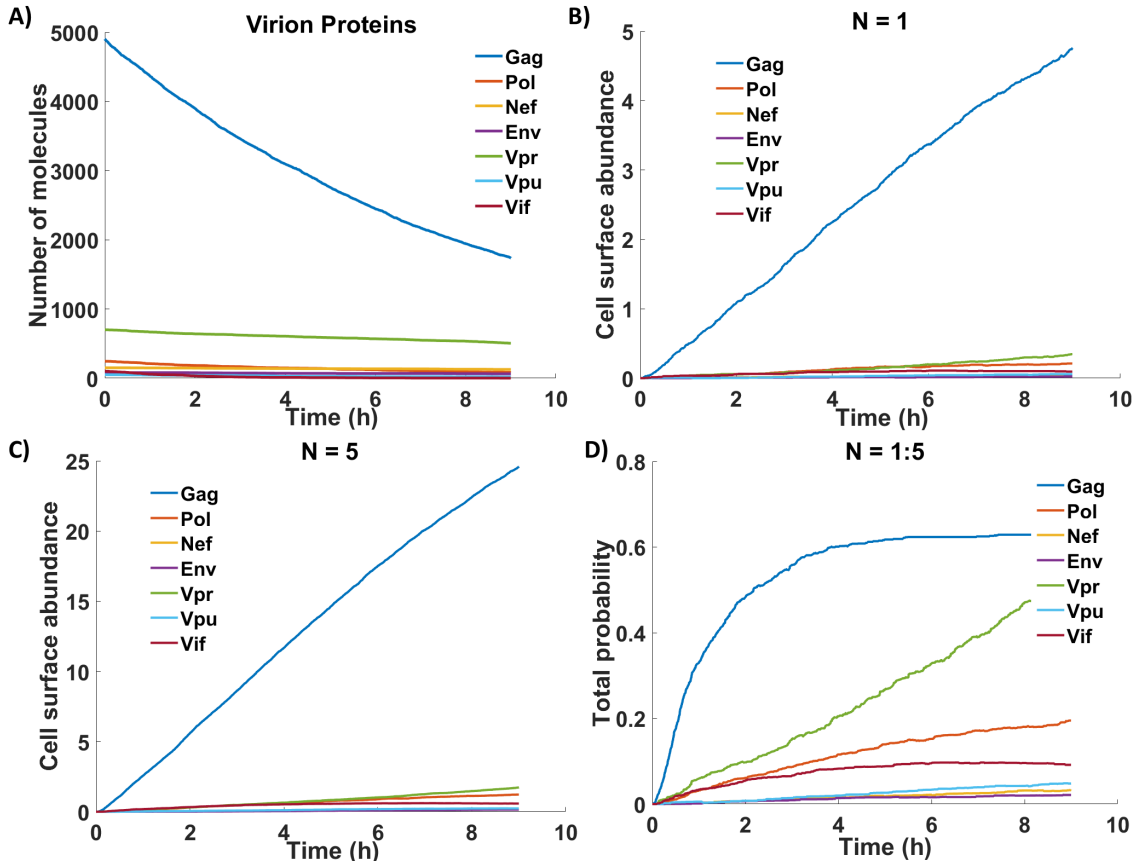 A)
Virion Proteins
Number of molecules
5000
4000
3000
2000
1000
0
0 2 4 6 8 10
Time (h)
Gag
Pol
Nef
Env
Vpr
Vpu
Vif
B)
N = 1
Cell surface abundance
5
4
3
2
1
0
0 2 4 6 8 10
Time (h)
Gag
Pol
Nef
Env
Vpr
Vpu
Vif
C)
N = 5
Cell surface abundance
25
20
15
10
5
0
0 2 4 6 8 10
Time (h)
Gag
Pol
Nef
Env
Vpr
Vpu
Vif
D)
N = 1:5
Total probability
0.8
0.6
0.4
0.2
0
0 2 4 6 8 10
Time (h)
Gag
Pol
Nef
Env
Vpr
Vpu
Vif